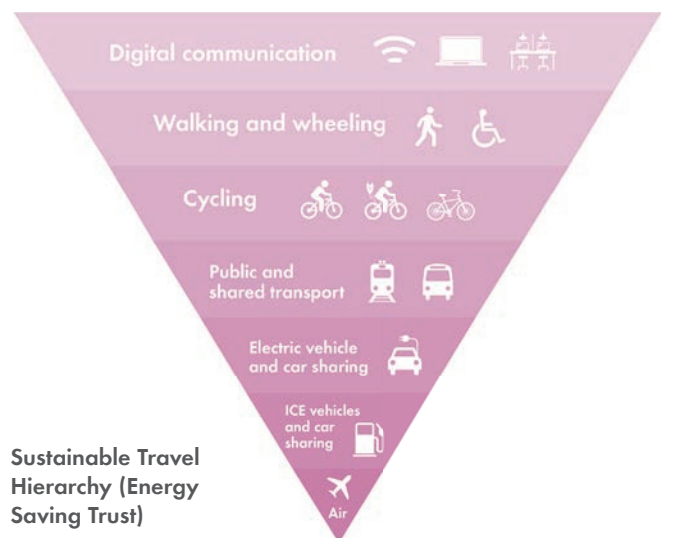 Digital communication
Walking and wheeling
Cycling
Public and
shared transport
Electric vehicle
and car sharing
ICE vehicles
and car
sharing
Air
Sustainable Travel
Hierarchy (Energy
Saving Trust)